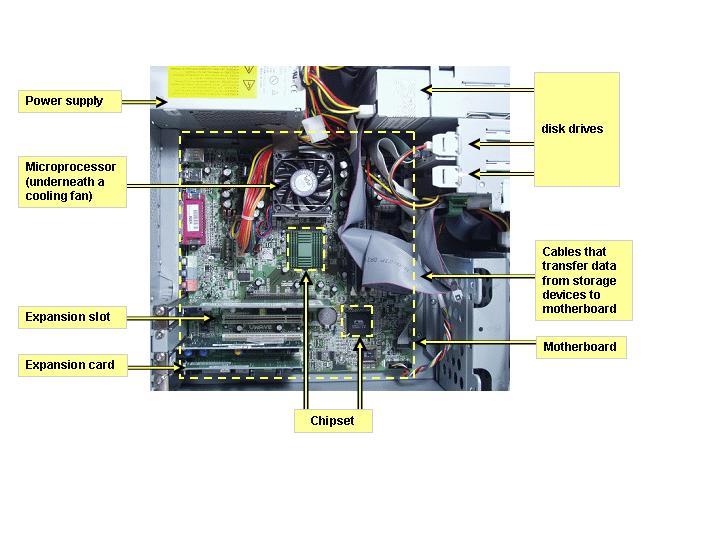 Power supply
disk drives
Microprocessor
(underneath a
cooling fan)
Cables that
transfer data
from storage
devices to
motherboard
Expansion slot
Motherboard
Expansion card
Chipset